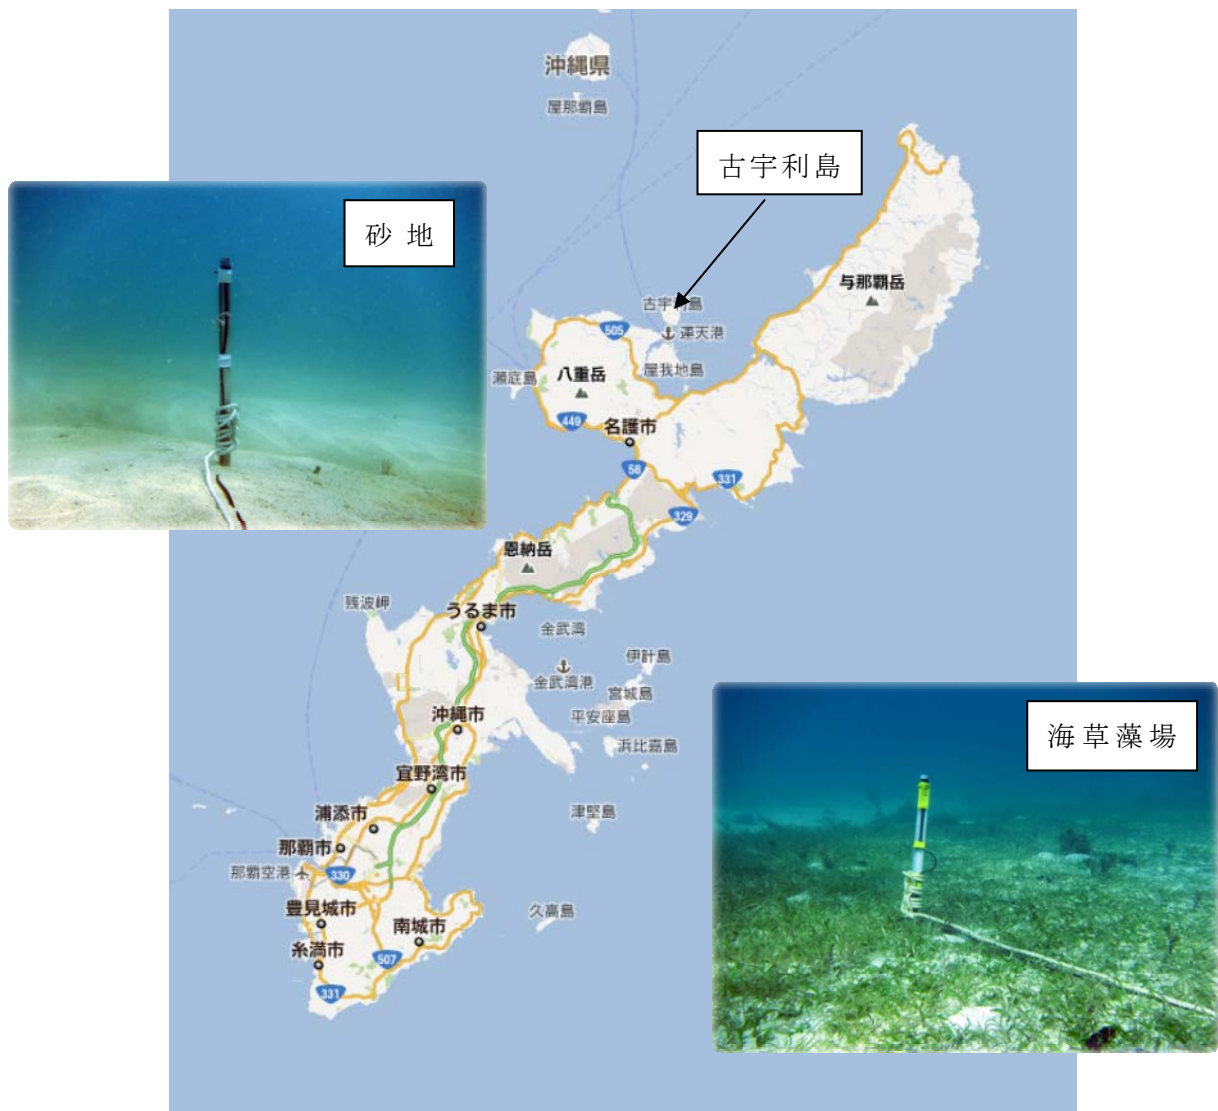 沖縄県
屋那覇島
古宇利島
砂 地
与那覇岳
古宇利島
505
運天港
屋我地島
瀬底島
八重岳
449
名護市
58
331
329
恩納岳
残波岬
うるま市
金武湾
伊計島
金武湾港
宮城島
沖縄市
平安座島
浜比嘉島
海草藻場
宜野湾市
浦添市
津堅島
那覇市
那覇空港
330
豊見城市
久高島
南城市
糸満市
507
331